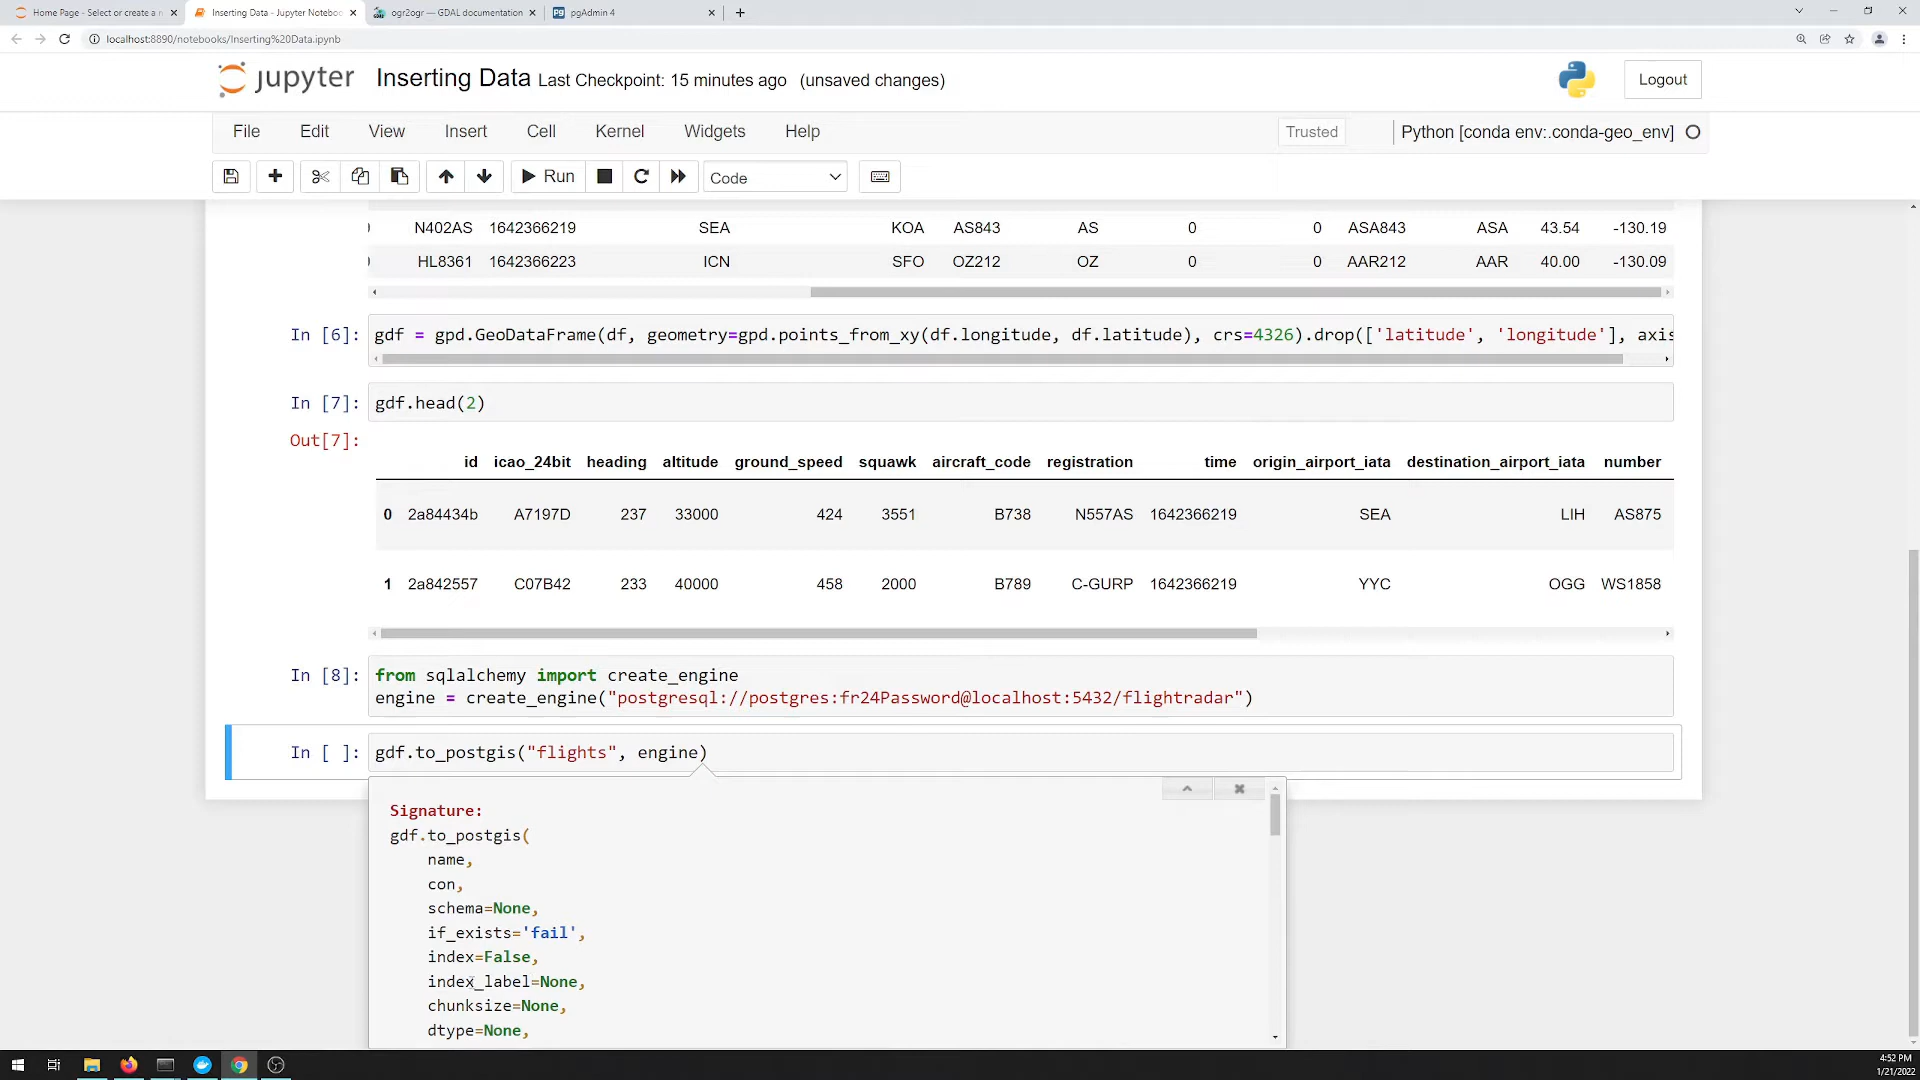 Home Page - Select or create a n
Inserting Data - Jupyter Noteboo
ogr2ogr — GDAL documentation
pgAdmin 4
localhost:8890/notebooks/Inserting%20Data.ipynb
jupyter Inserting Data Last Checkpoint: 15 minutes ago (unsaved changes)
Logout
File Edit View Insert Cell Kernel Widgets Help
Trusted
Python [conda env:.conda-geo_env]
Run
Code
N402AS 1642366219 SEA KOA AS843 AS 0 0 ASA843 ASA 43.54 -130.19
HL8361 1642366223 ICN SFO OZ212 OZ 0 0 AAR212 AAR 40.00 -130.09
In [6]: gdf = gpd.GeoDataFrame(df, geometry=gpd.points_from_xy(df.longitude, df.latitude), crs=4326).drop(['latitude', 'longitude'], axis
In [7]: gdf.head(2)
Out[7]:
id icao_24bit heading altitude ground_speed squawk aircraft_code registration time origin_airport_iata destination_airport_iata number
0 2a84434b A7197D 237 33000 424 3551 B738 N557AS 1642366219 SEA LIH AS875
1 2a842557 C07B42 233 40000 458 2000 B789 C-GURP 1642366219 YYC OGG WS1858
In [8]: from sqlalchemy import create_engine
engine = create_engine("postgresql://postgres:fr24Password@localhost:5432/flightradar")
In [ ]: gdf.to_postgis("flights", engine)
Signature:
gdf.to_postgis(
name,
con,
schema=None,
if_exists='fail',
index=False,
index_label=None,
chunksize=None,
dtype=None,
4:52 PM
1/21/2022